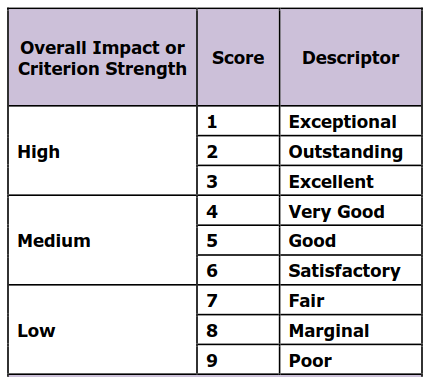 Overall Impact or
Criterion Strength
Score
Descriptor
High
1 Exceptional
2 Outstanding
3 Excellent
Medium
4 Very Good
5 Good
6 Satisfactory
Low
7 Fair
8 Marginal
9 Poor